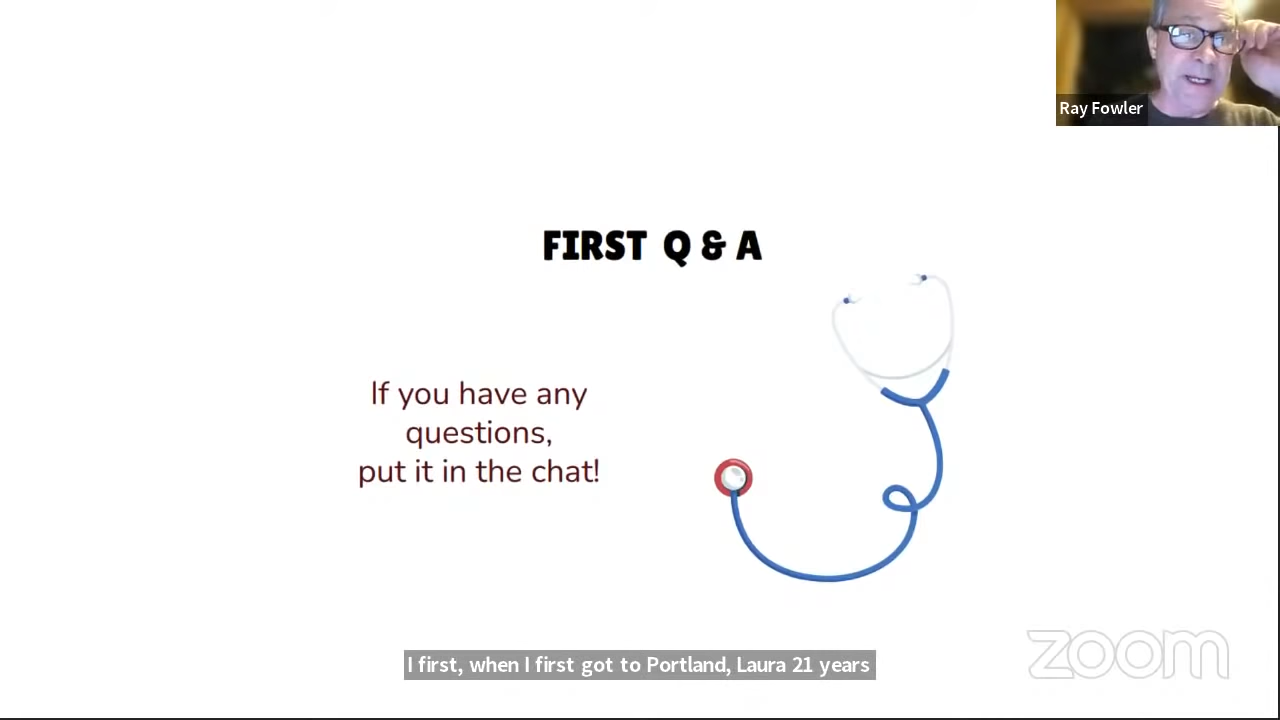 Ray Fowler
FIRST Q & A
If you have any
questions,
put it in the chat!
I first, when I first got to Portland, Laura 21 years
zoom